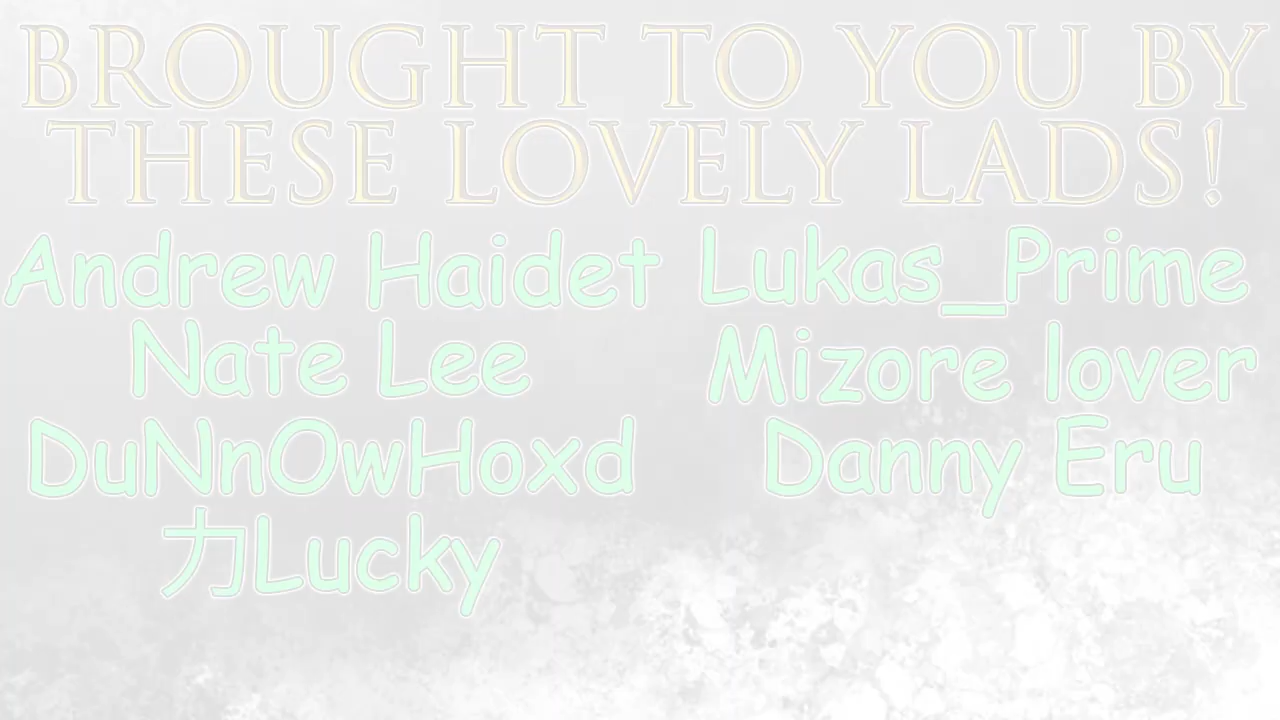 BROUGHT TO YOU BY
THESE LOVELY LADS!
Andrew Haidet
Nate Lee
DuNnOwHoxd
力Lucky
Lukas_Prime
Mizore lover
Danny Eru